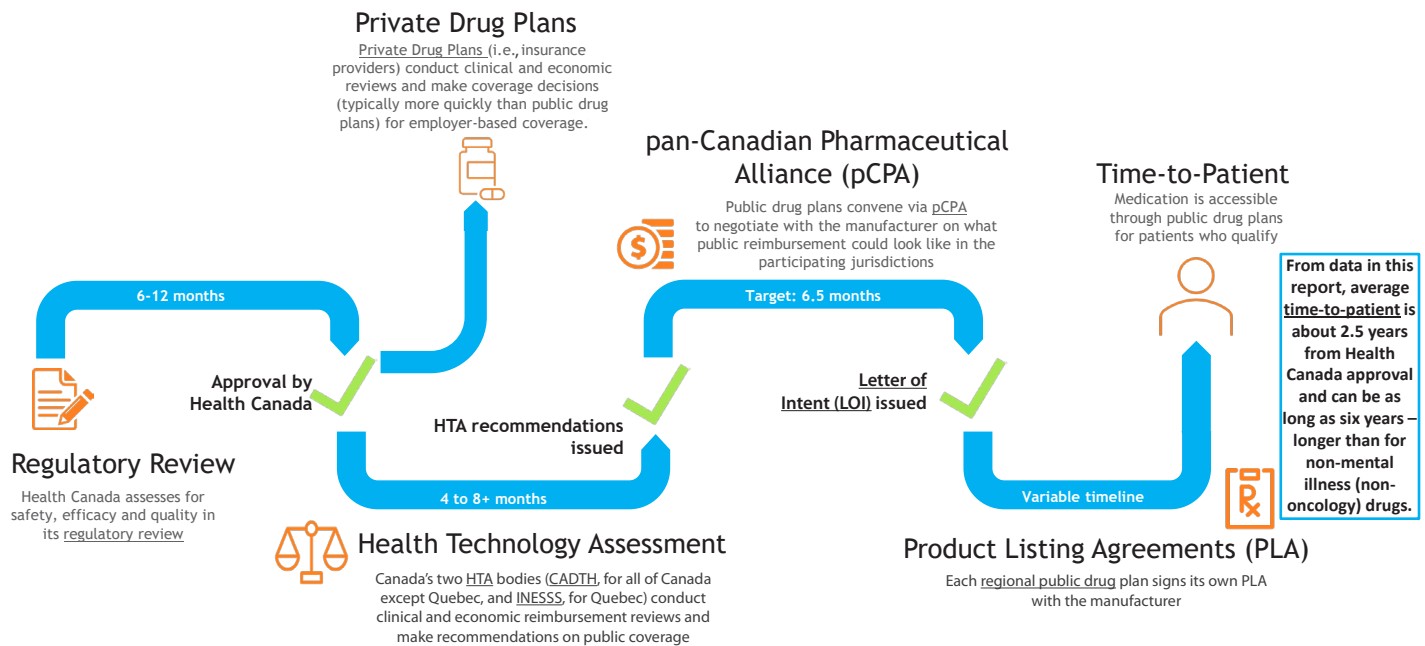 Private Drug Plans
Private Drug Plans (i.e., insurance
providers) conduct clinical and economic
reviews and make coverage decisions
(typically more quickly than public drug
plans) for employer-based coverage.
pan-Canadian Pharmaceutical
Alliance (pCPA)
Public drug plans convene via pCPA
to negotiate with the manufacturer on what
public reimbursement could look like in the
participating jurisdictions
Time-to-Patient
Medication is accessible
through public drug plans
for patients who qualify
From data in this
report, average
time-to-patient is
about 2.5 years
from Health
Canada approval
and can be as
long as six years –
longer than for
non-mental
illness (non-
oncology) drugs.
6-12 months
Target: 6.5 months
Approval by
Health Canada
HTA recommendations
issued
Letter of
Intent (LOI) issued
Regulatory Review
Health Canada assesses for
safety, efficacy and quality in
its regulatory review
4 to 8+ months
Variable timeline
Rx
Health Technology Assessment
Canada's two HTA bodies (CADTH, for all of Canada
except Quebec, and INESSS, for Quebec) conduct
clinical and economic reimbursement reviews and
make recommendations on public coverage
Product Listing Agreements (PLA)
Each regional public drug plan signs its own PLA
with the manufacturer
$